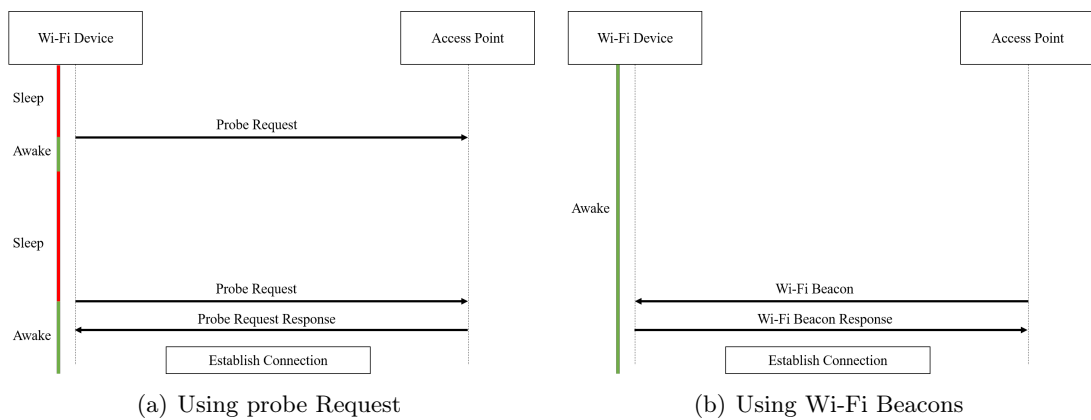 Wi-Fi Device
Access Point
Sleep
Probe Request
Awake
Sleep
Probe Request
Probe Request Response
Awake
Establish Connection
(a) Using probe Request
Wi-Fi Device
Access Point
Awake
Wi-Fi Beacon
Wi-Fi Beacon Response
Establish Connection
(b) Using Wi-Fi Beacons